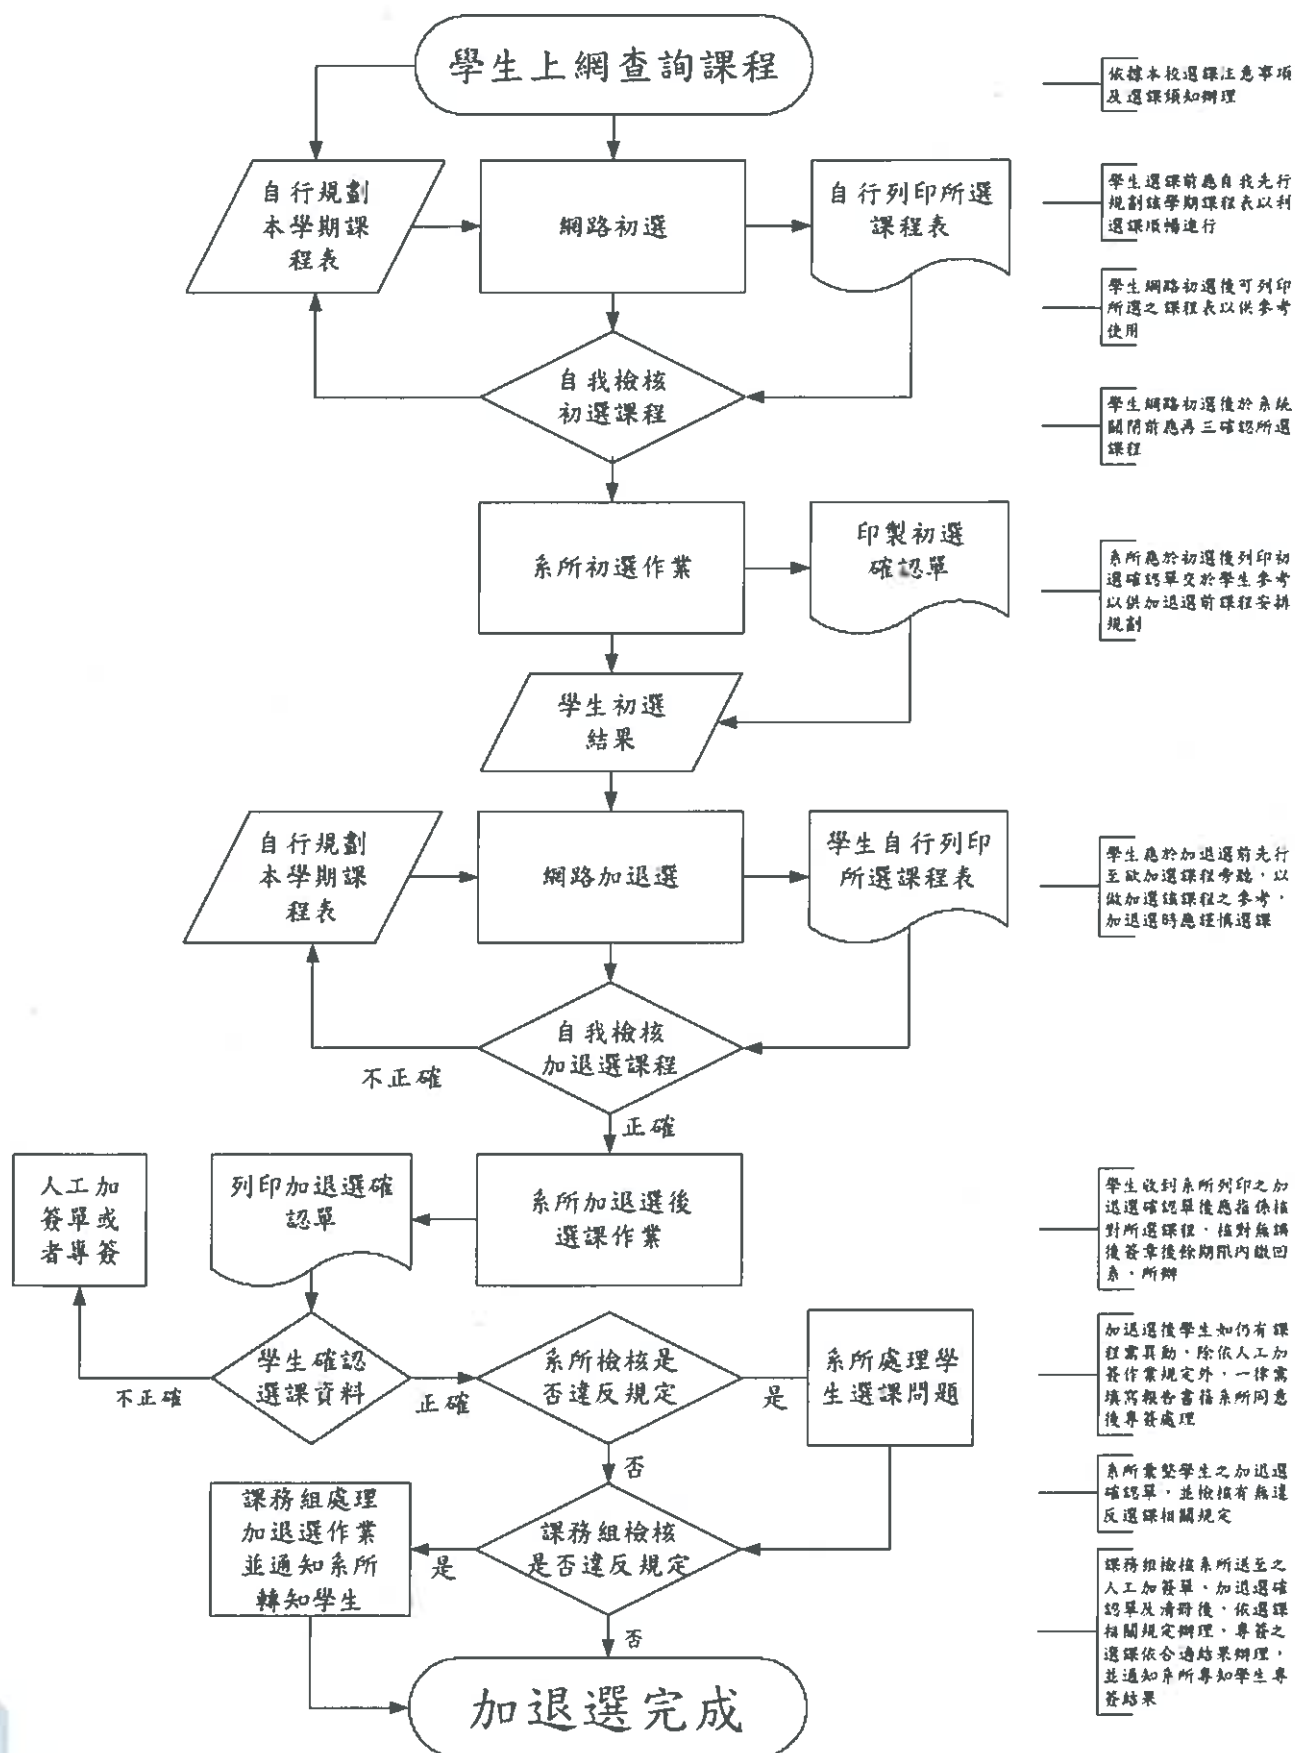 學生上網查詢課程
依據本校選課注意事項
及選課須知辦理
自行規劃
本學期課
程表
網路初選
自行列印所選
課程表
學生選課前應自我先行
規劃該學期課程表以利
選課順暢進行
學生網路初選後可列印
所選之課程表以供參考
使用
自我檢核
初選課程
學生網路初選後於系統
關閉前應再三確認所選
課程
系所初選作業
印製初選
確認單
系所應於初選後列印初
選確認單交於學生參考
以供加退選前課程安排
規劃
學生初選
結果
自行規劃
本學期課
程表
網路加退選
學生自行列印
所選課程表
學生應於加退選前先行
至欲加選課程旁聽，以
做加選該課程之參考，
加退選時應謹慎選課
自我檢核
加退選課程
不正確
正確
人工加
簽單或
者專簽
列印加退選確
認單
系所加退選後
選課作業
學生收到系所列印之加
退選確認單後應指係核
對所選課程，核對無誤
後簽章後餘期限內繳回
系、所辦
學生確認
選課資料
不正確
正確
系所檢核是
否違反規定
是
系所處理學
生選課問題
加退選後學生如仍有課
程需異動，除依人工加
簽作業規定外，一律需
填寫報告書經系所同意
後專簽處理
否
系所彙整學生之加退選
確認單，並檢核有無違
反選課相關規定
課務組處理
加退選作業
並通知系所
轉知學生
是
課務組檢核
是否違反規定
否
課務組檢核系所送至之
人工加簽單、加退選確
認單及清冊後，依選課
相關規定辦理，專簽之
選課依合適結果辦理，
並通知系所專知學生專
簽結果
加退選完成